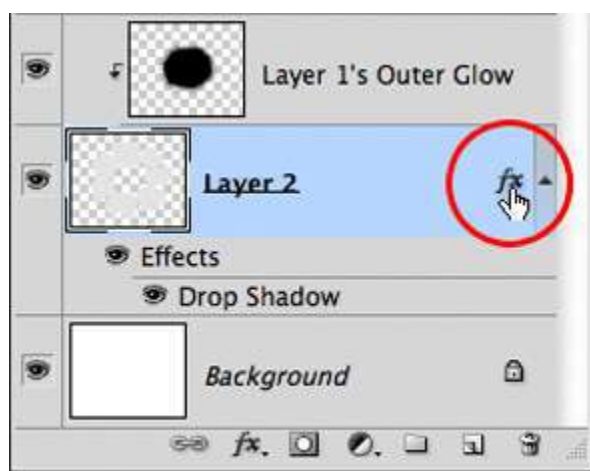 Layer 1's Outer Glow
Layer 2 fx
Effects
Drop Shadow
Background
fx.